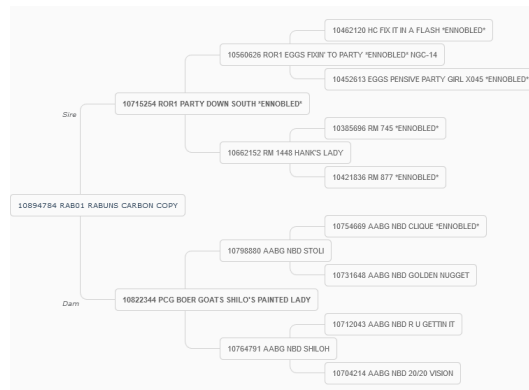 10462120 HC FIX IT IN A FLASH *ENNOBLED*
10560626 ROR1 EGGS FIXIN' TO PARTY *ENNOBLED* NGC-14
10452613 EGGS PENSIVE PARTY GIRL X045 *ENNOBLED*
Sire
10715254 ROR1 PARTY DOWN SOUTH *ENNOBLED*
10385696 RM 745 *ENNOBLED*
10662152 RM 1448 HANK'S LADY
10421836 RM 877 *ENNOBLED*
10894784 RAB01 RABUNS CARBON COPY
10754669 AABG NBD CLIQUE *ENNOBLED*
10798880 AABG NBD STOLI
10731648 AABG NBD GOLDEN NUGGET
Dam
10822344 PCG BOER GOATS SHILO'S PAINTED LADY
10712043 AABG NBD R U GETTIN IT
10764791 AABG NBD SHILOH
10704214 AABG NBD 20/20 VISION